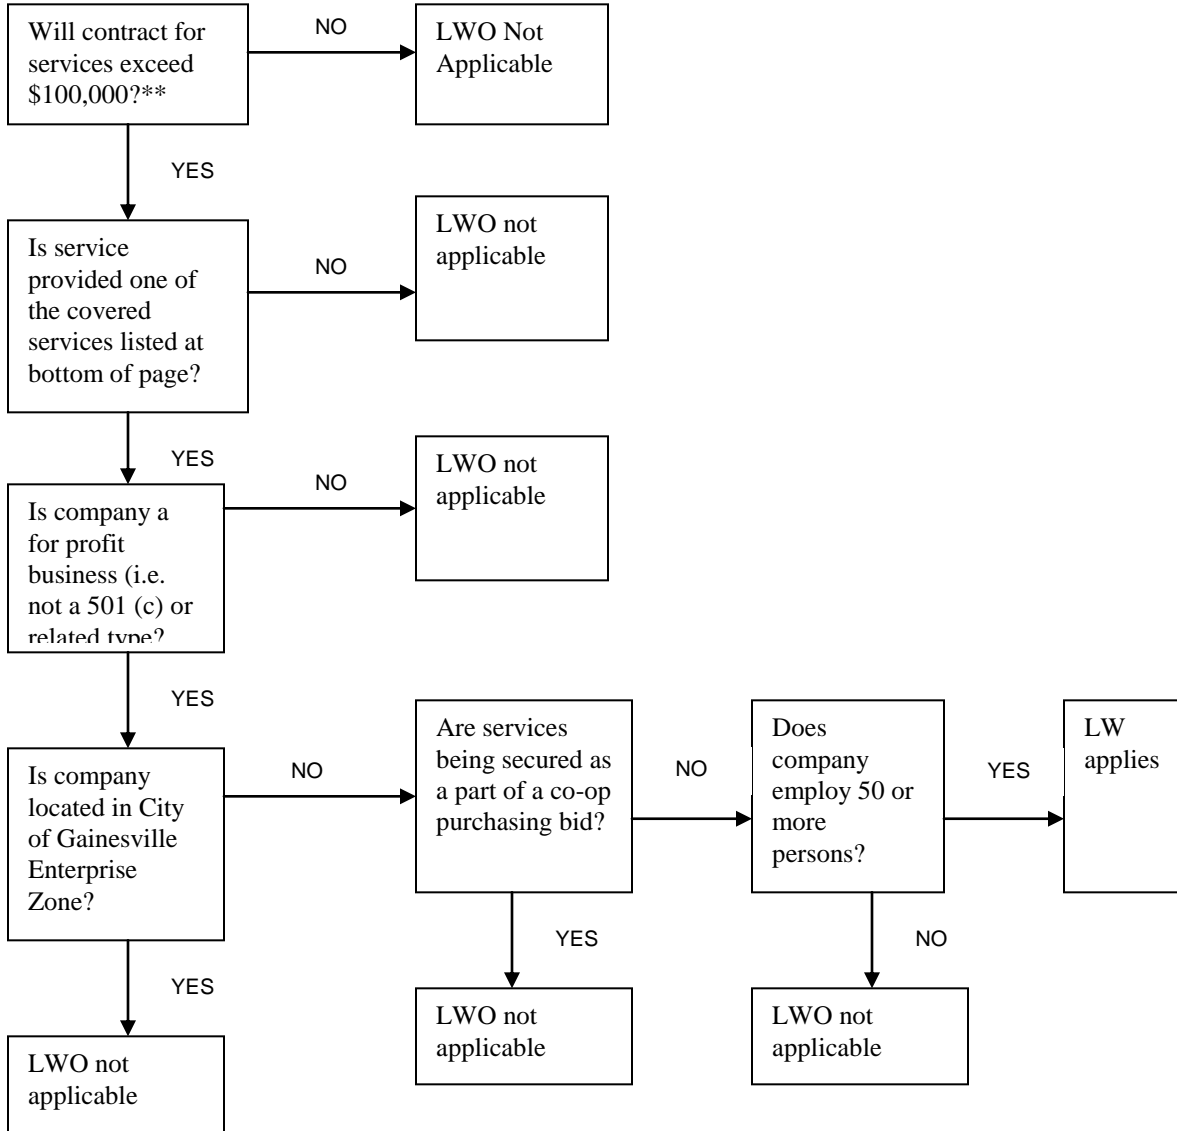 Will contract for
services exceed
$100,000?**
NO
LWO Not
Applicable
YES
Is service
provided one of
the covered
services listed at
bottom of page?
NO
LWO not
applicable
YES
Is company a
for profit
business (i.e.
not a 501 (c) or
related type?
NO
LWO not
applicable
YES
Is company
located in City
of Gainesville
Enterprise
Zone?
NO
Are services
being secured as
a part of a co-op
purchasing bid?
NO
Does
company
employ 50 or
more
persons?
YES
LW
applies
YES
LWO not
applicable
YES
LWO not
applicable
NO
LWO not
applicable